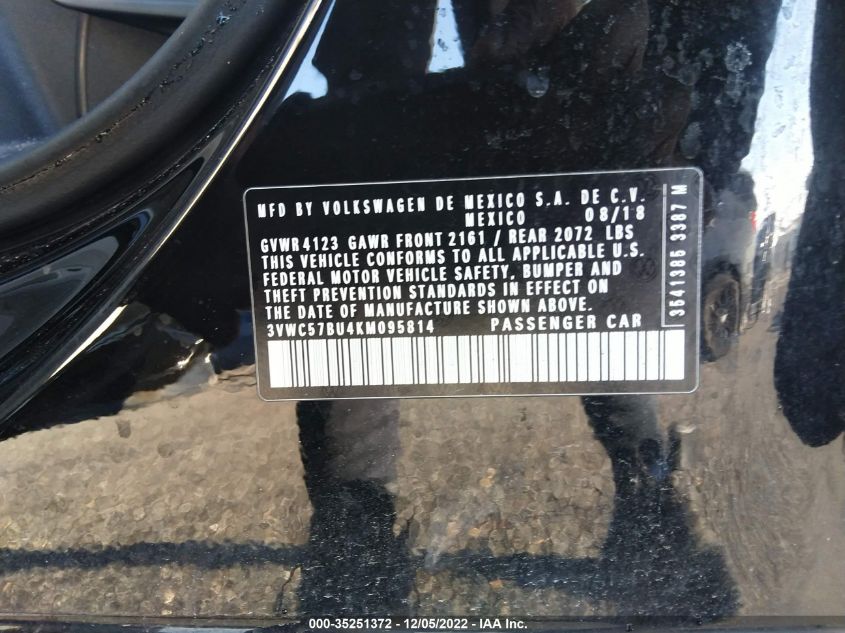 MFD BY VOLKSWAGEN DE MEXICO S.A. DE C.V.
MEXICO 08/18
GVWR 4123 GAWR FRONT 2161 / REAR 2072 LBS
THIS VEHICLE CONFORMS TO ALL APPLICABLE U.S.
FEDERAL MOTOR VEHICLE SAFETY, BUMPER AND
THEFT PREVENTION STANDARDS IN EFFECT ON
THE DATE OF MANUFACTURE SHOWN ABOVE.
3VWC57BU4KM095814 PASSENGER CAR
3541385 3387 M
000-35251372 - 12/05/2022 - IAA Inc.